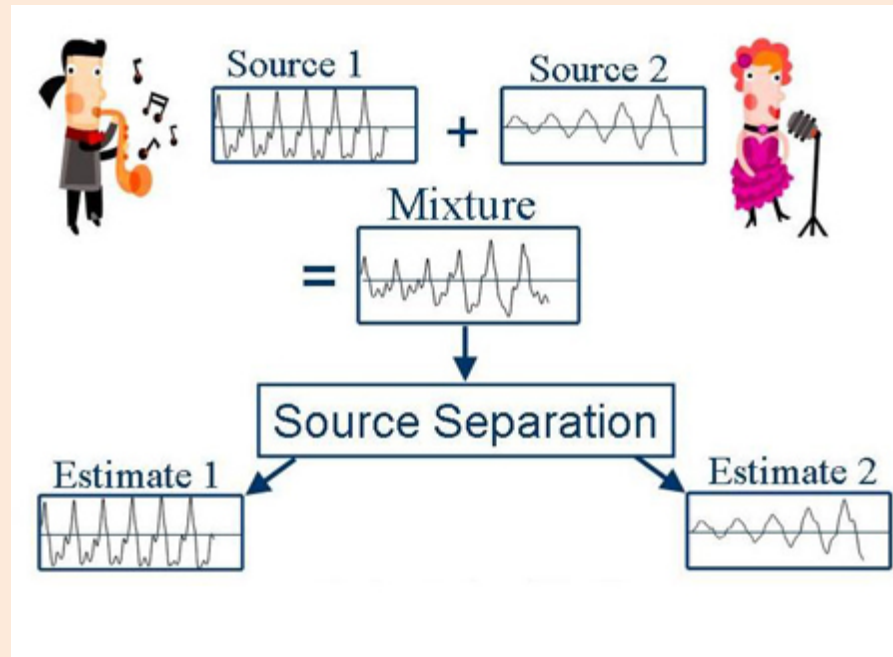 Source 1
Source 2
+
Mixture
=
Source Separation
Estimate 1
Estimate 2